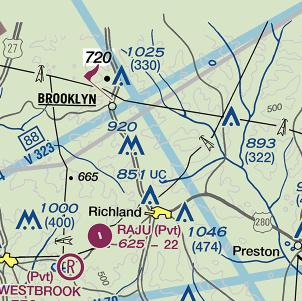 27
720
1025
(330)
BROOKLYN
500
920
88
V 323
893
(322)
665
851 UC
1000
(400)
Richland
RAJU (Pvt)
625 - 22
1046
(474)
280
500
Preston
(Pvt)
R
WESTBROOK